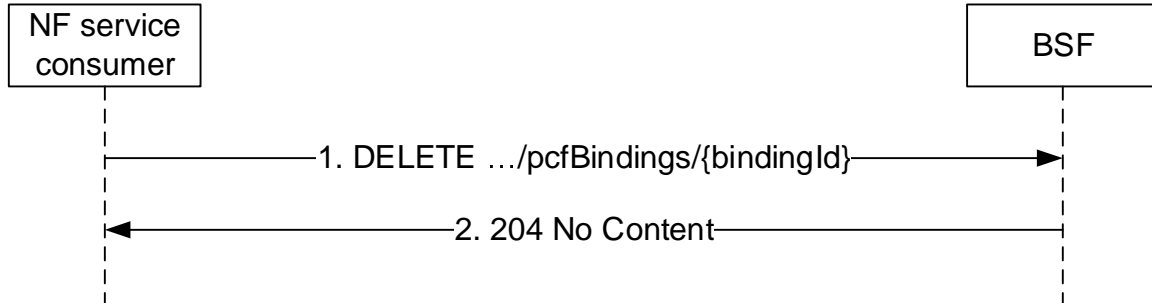 NF service
consumer
BSF
1. DELETE …/pcfBindings/{bindingId}
2. 204 No Content